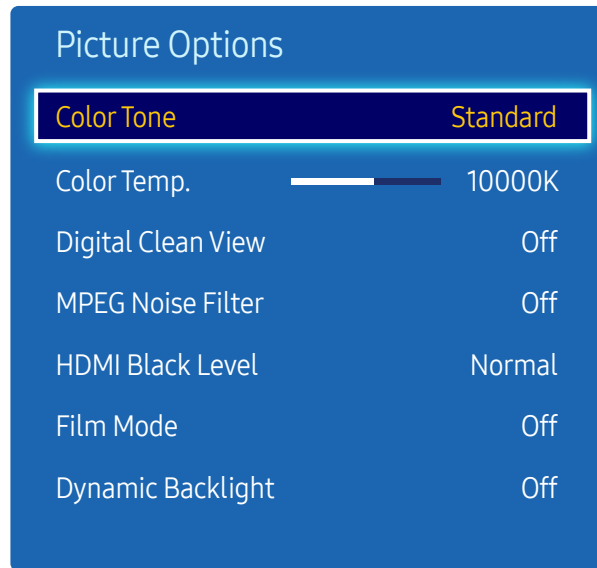 Picture Options
Color Tone Standard
Color Temp. 10000K
Digital Clean View Off
MPEG Noise Filter Off
HDMI Black Level Normal
Film Mode Off
Dynamic Backlight Off